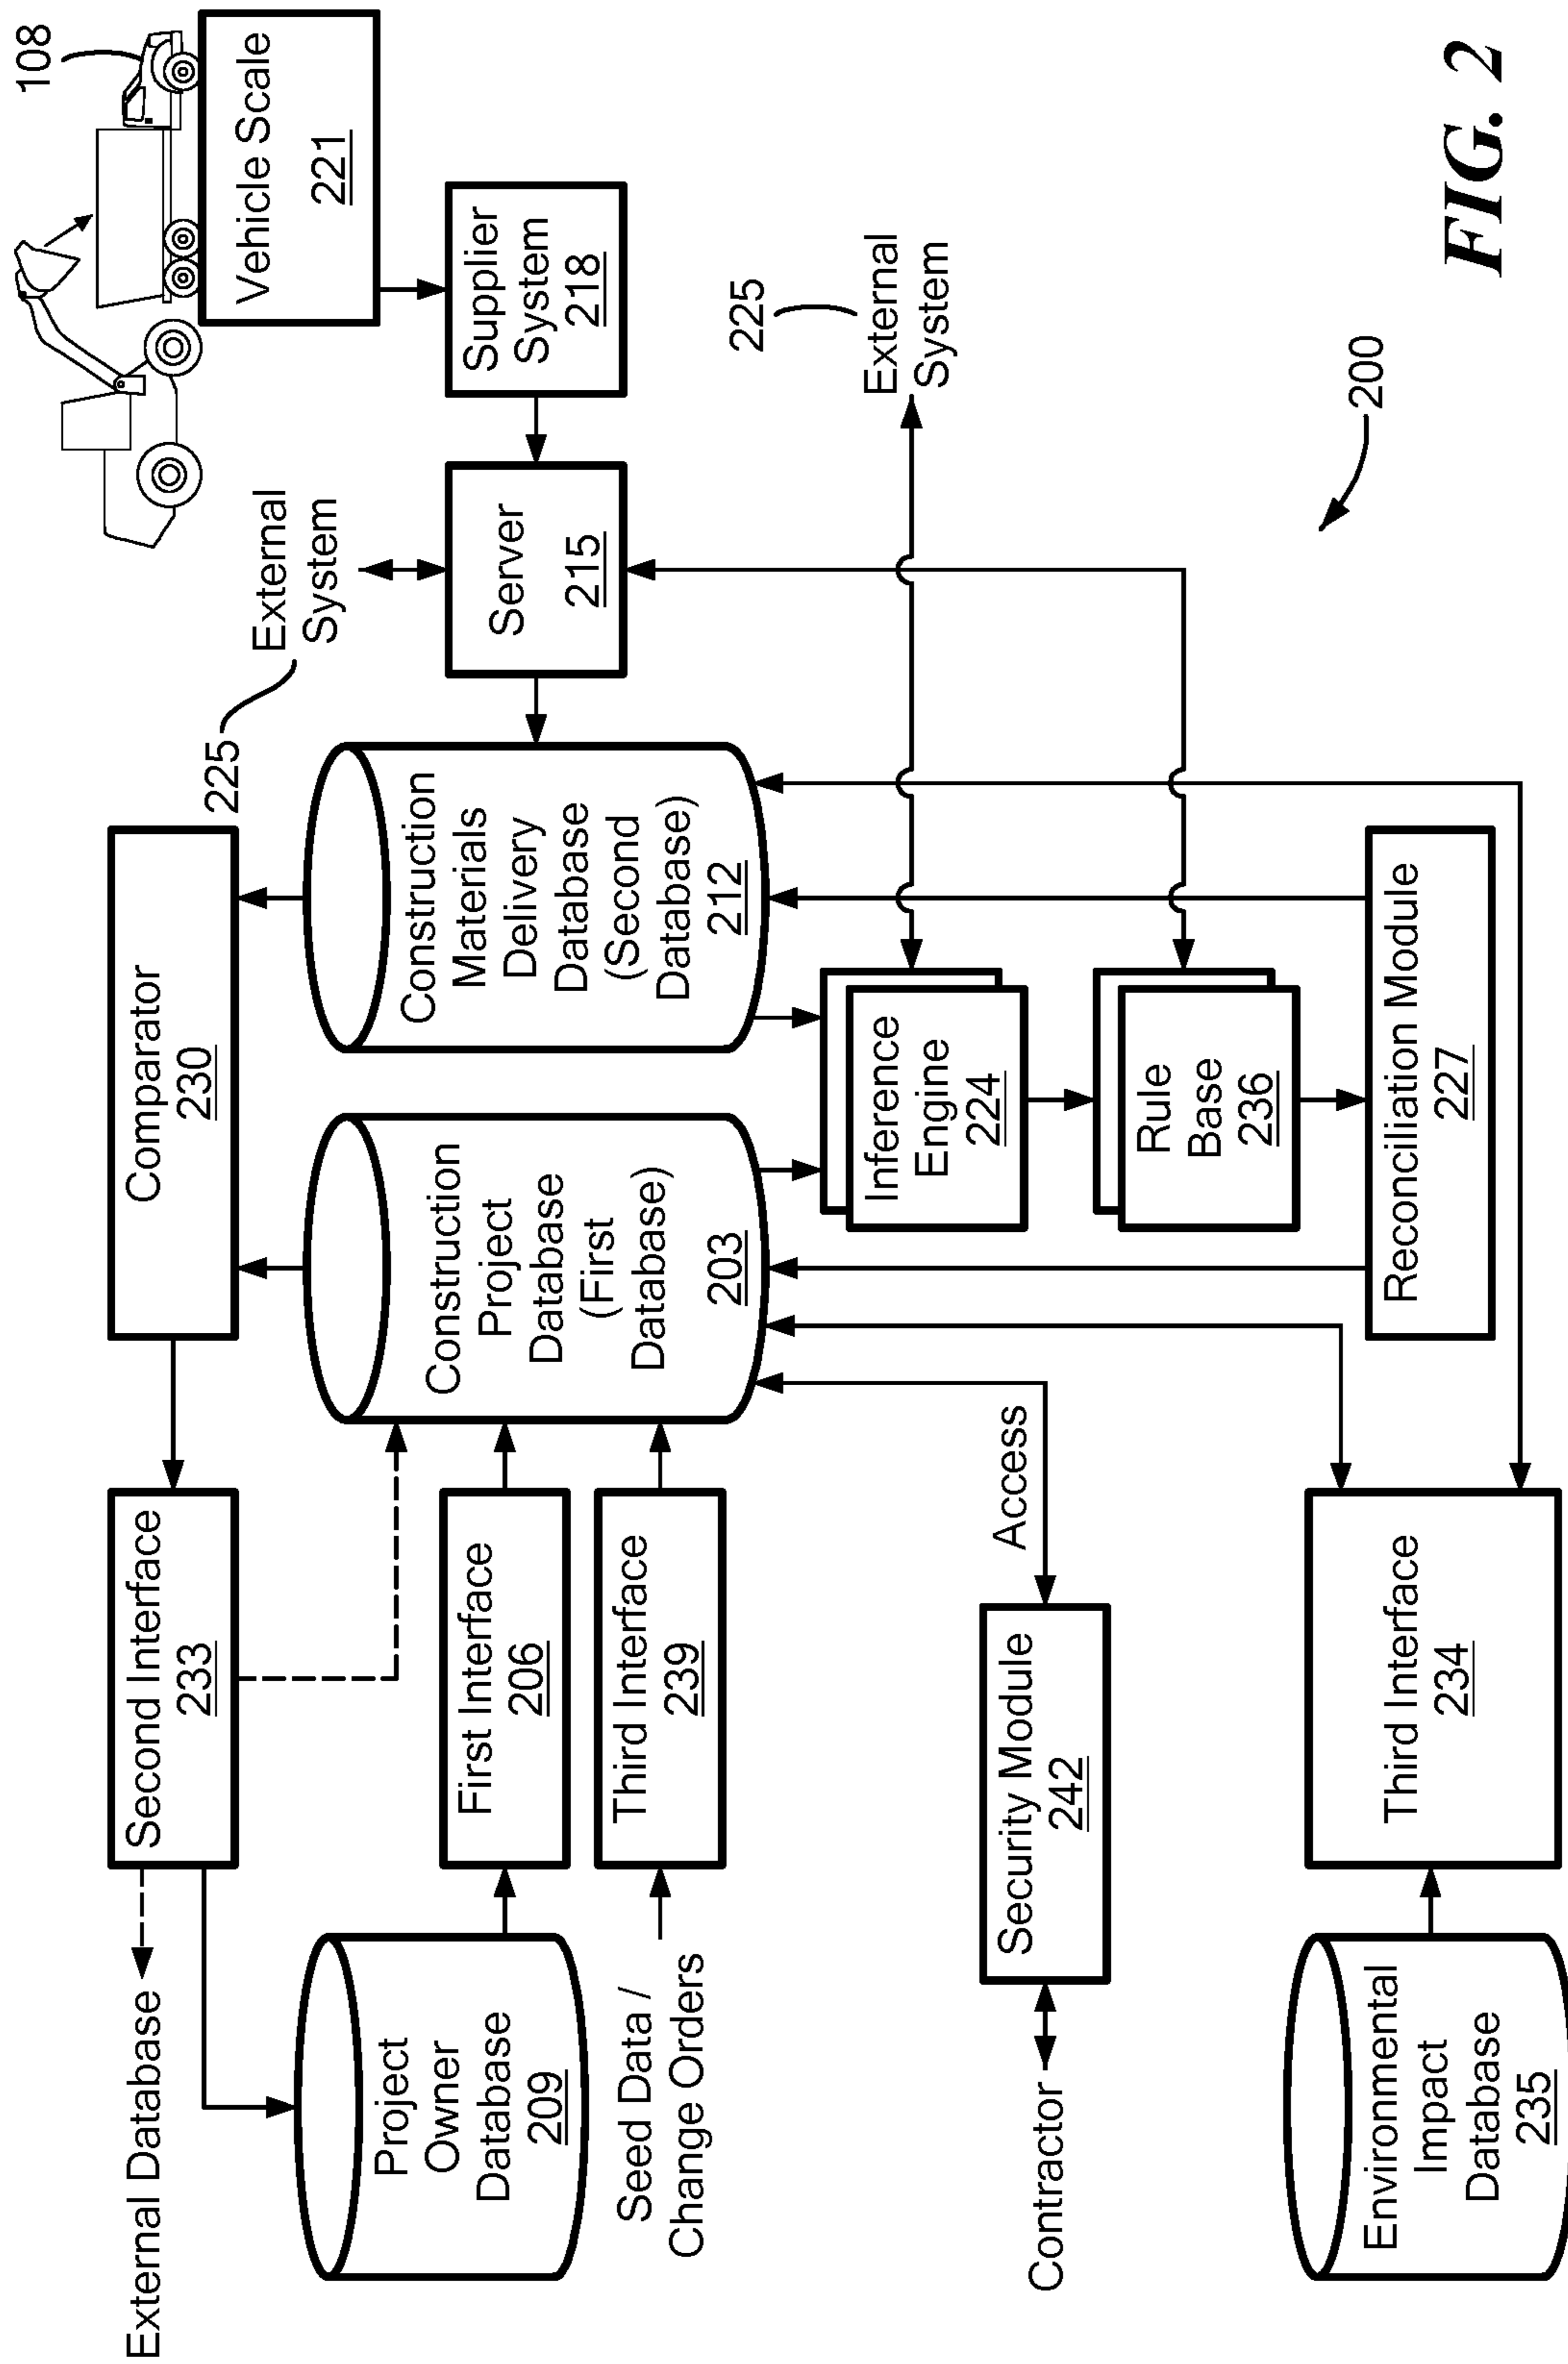 External Database
Second Interface
233
Comparator
230
225
External
System
108
Vehicle Scale
221
Project
Owner
Database
209
First Interface
206
Seed Data /
Change Orders
Third Interface
239
Construction
Project
Database
(First
Database)
203
Construction
Materials
Delivery
Database
(Second
Database)
212
Server
215
Supplier
System
218
225
External
System
Inference
Engine
224
Rule
Base
236
Reconciliation Module
227
Contractor
Security Module
242
Access
Environmental
Impact
Database
235
Third Interface
234
200
FIG. 2